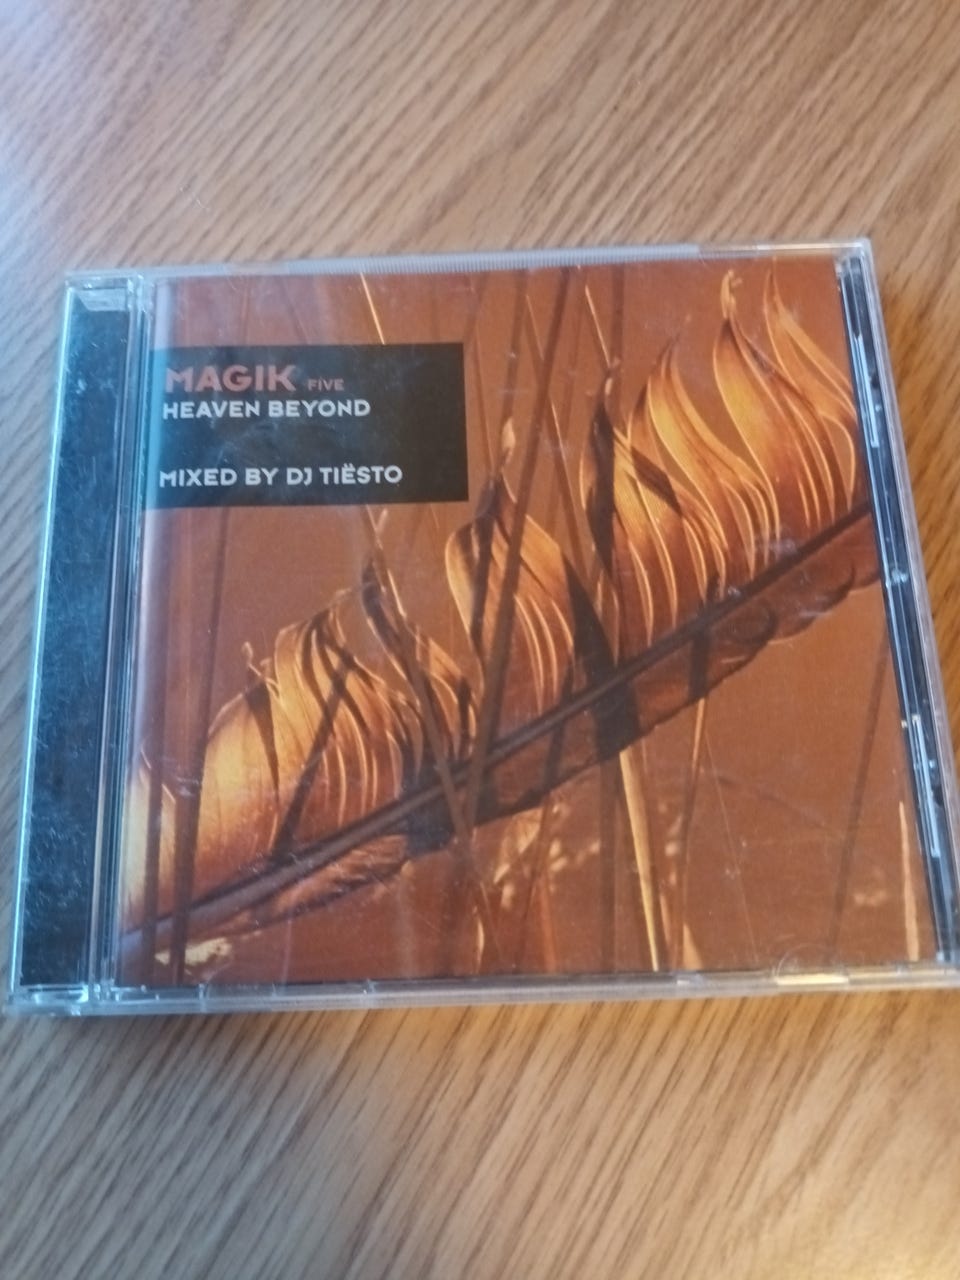 MAGIK FIVE
HEAVEN BEYOND
MIXED BY DJ TIËSTO